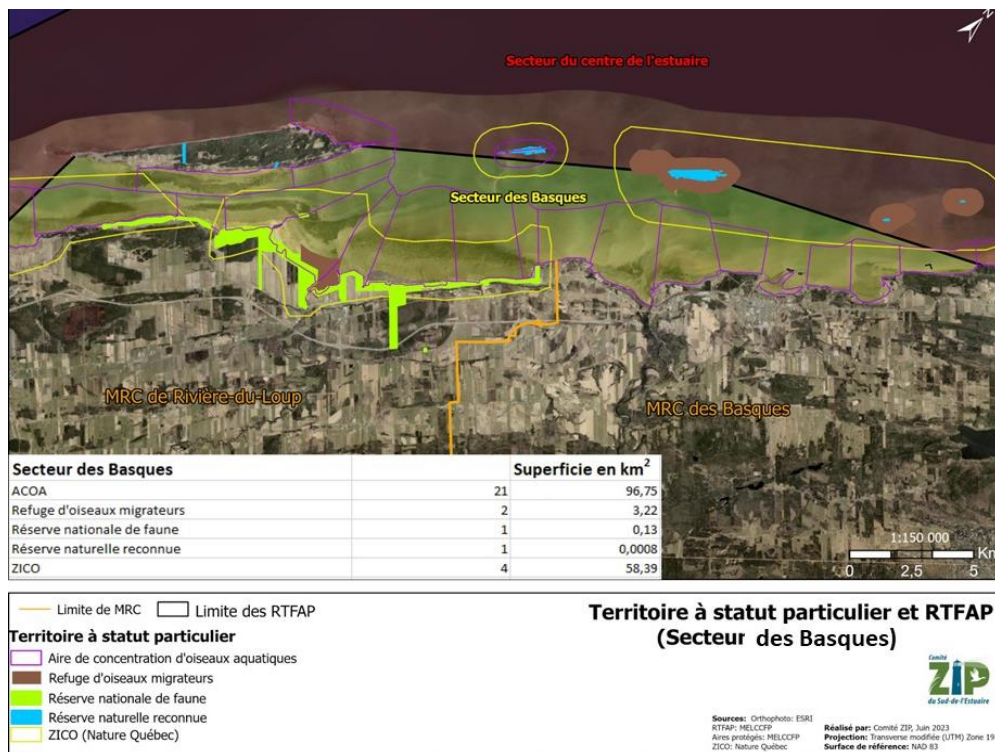 Z
Secteur du centre de l'estuaire
Secteur des Basques
MRC de Rivière-du-Loup
MRC des Basques
Secteur des Basques Superficie en km²
ACOA 21 96,75
Refuge d'oiseaux migrateurs 2 3,22
Réserve nationale de faune 1 0,13
Réserve naturelle reconnue 1 0,0008
ZICO 4 58,39
1:150 000
Km
0 2,5 5
Limite de MRC Limite des RTFAP
Territoire à statut particulier
Aire de concentration d'oiseaux aquatiques
Refuge d'oiseaux migrateurs
Réserve nationale de faune
Réserve naturelle reconnue
ZICO (Nature Québec)
Territoire à statut particulier et RTFAP
(Secteur des Basques)
Comité
ZIP
du Sud-de-l'Estuaire
Sources: Orthophoto: ESRI
RTFAP: MELCCFP
Aires protégés: MELCCFP
ZICO: Nature Québec
Réalisé par: Comité ZIP, Juin 2023
Projection: Transverse modifiée (UTM) Zone 19
Surface de référence: NAD 83